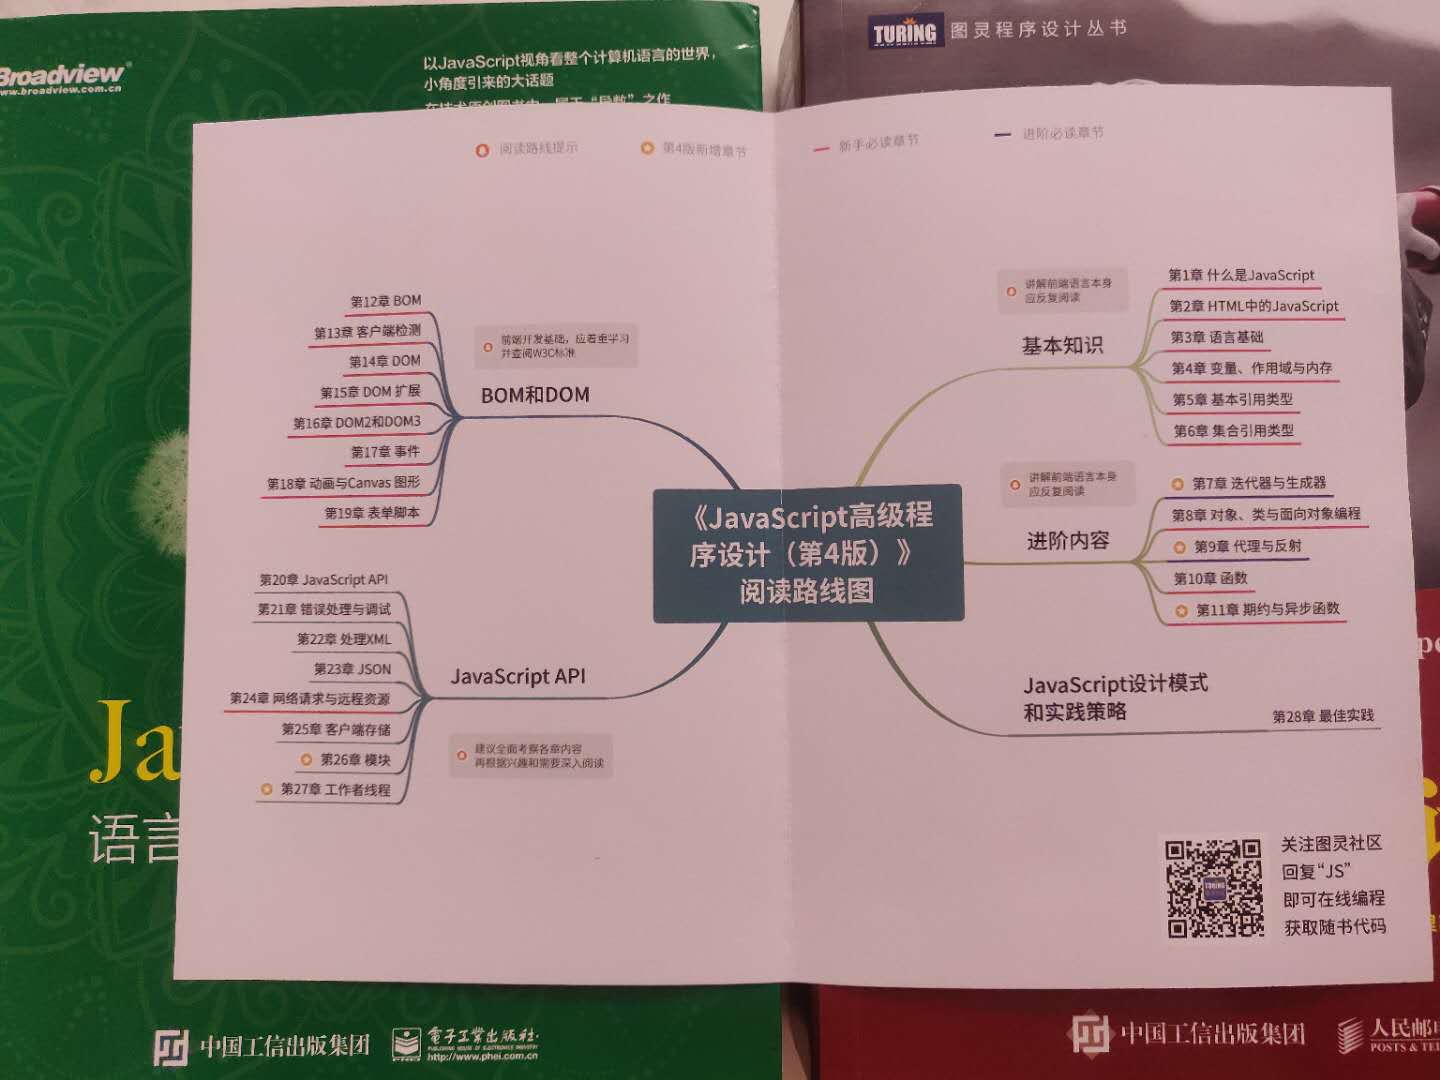 Broadview®
www.broadview.com.cn
以JavaScript视角看整个计算机语言的世界，
小角度引来的大话题
TURING 图灵程序设计丛书
阅读路线提示
第4版新增章节
新手必读章节
进阶必读章节
第12章 BOM
第13章 客户端检测
第14章 DOM
第15章 DOM 扩展
第16章 DOM2和DOM3
第17章 事件
第18章 动画与Canvas 图形
第19章 表单脚本
前端开发基础，应着重学习
并查阅W3C标准
BOM和DOM
第20章 JavaScript API
第21章 错误处理与调试
第22章 处理XML
第23章 JSON
第24章 网络请求与远程资源
第25章 客户端存储
第26章 模块
第27章 工作者线程
JavaScript API
建议全面考察各章内容
再根据兴趣和需要深入阅读
《JavaScript高级程
序设计（第4版）》
阅读路线图
讲解前端语言本身
应反复阅读
基本知识
第1章 什么是JavaScript
第2章 HTML中的JavaScript
第3章 语言基础
第4章 变量、作用域与内存
第5章 基本引用类型
第6章 集合引用类型
讲解前端语言本身
应反复阅读
进阶内容
第7章 迭代器与生成器
第8章 对象、类与面向对象编程
第9章 代理与反射
第10章 函数
第11章 期约与异步函数
JavaScript设计模式
和实践策略
第28章 最佳实践
TURING
关注图灵社区
回复“JS”
即可在线编程
获取随书代码
Ja
语言
中国工信出版集团
电子工业出版社
PUBLISHING HOUSE OF ELECTRONICS INDUSTRY
http://www.phei.com.cn
中国工信出版集团
人民邮
POSTS & TEL